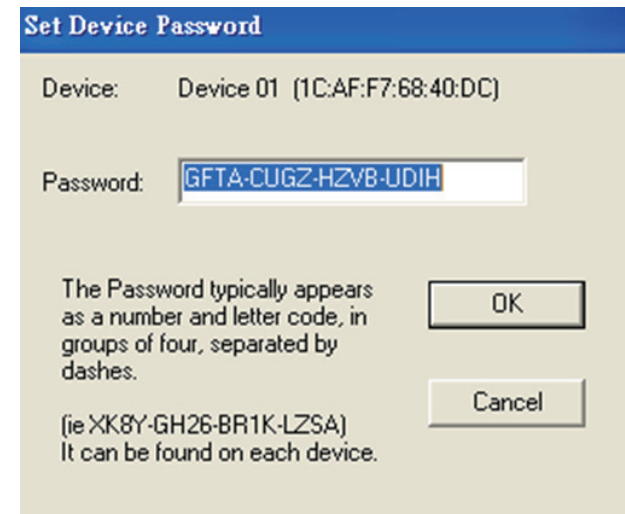 Set Device Password
Device: Device 01 (1C:AF:F7:68:40:DC)
Password: GFTA-CUGZ-HZVB-UDIH
The Password typically appears
as a number and letter code, in
groups of four, separated by
dashes.
(ie XK8Y-GH26-BR1K-LZSA)
It can be found on each device.
OK
Cancel